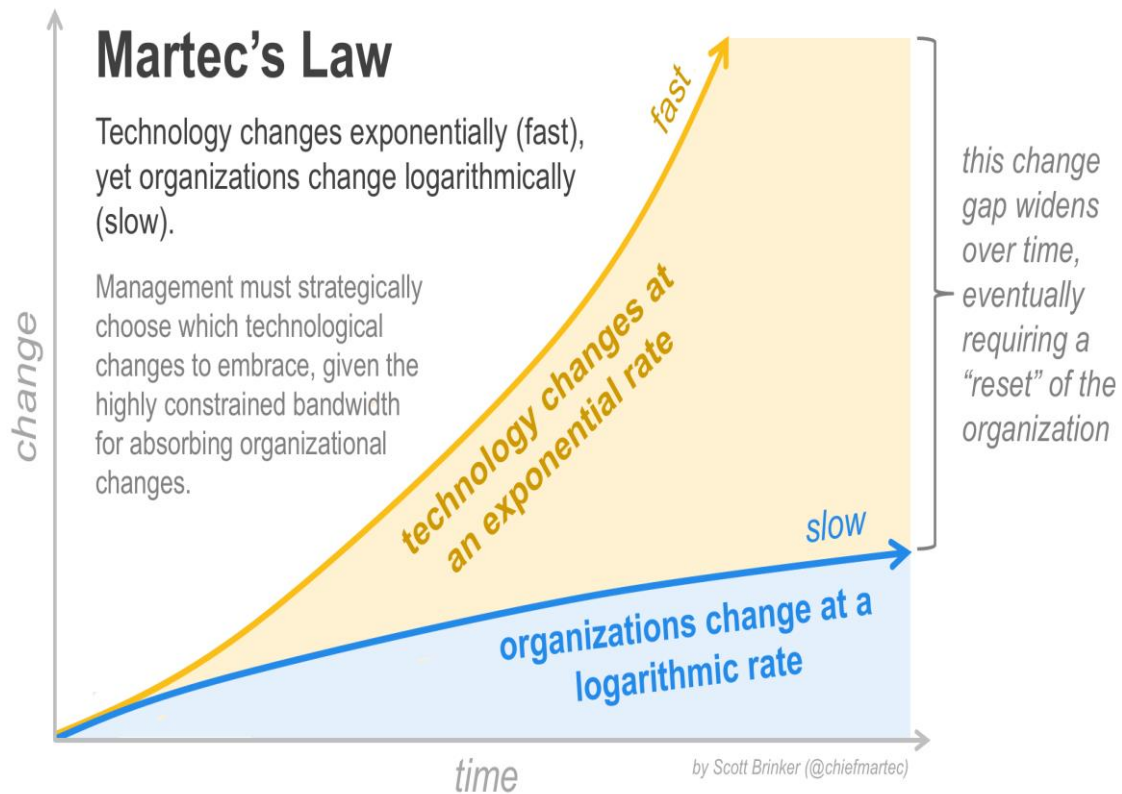 Martec's Law
Technology changes exponentially (fast),
yet organizations change logarithmically
(slow).
Management must strategically
choose which technological
changes to embrace, given the
highly constrained bandwidth
for absorbing organizational
changes.
change
fast
technology changes at
an exponential rate
this change
gap widens
over time,
eventually
requiring a
“reset” of the
organization
slow
organizations change at a
logarithmic rate
time
by Scott Brinker (@chiefmartec)